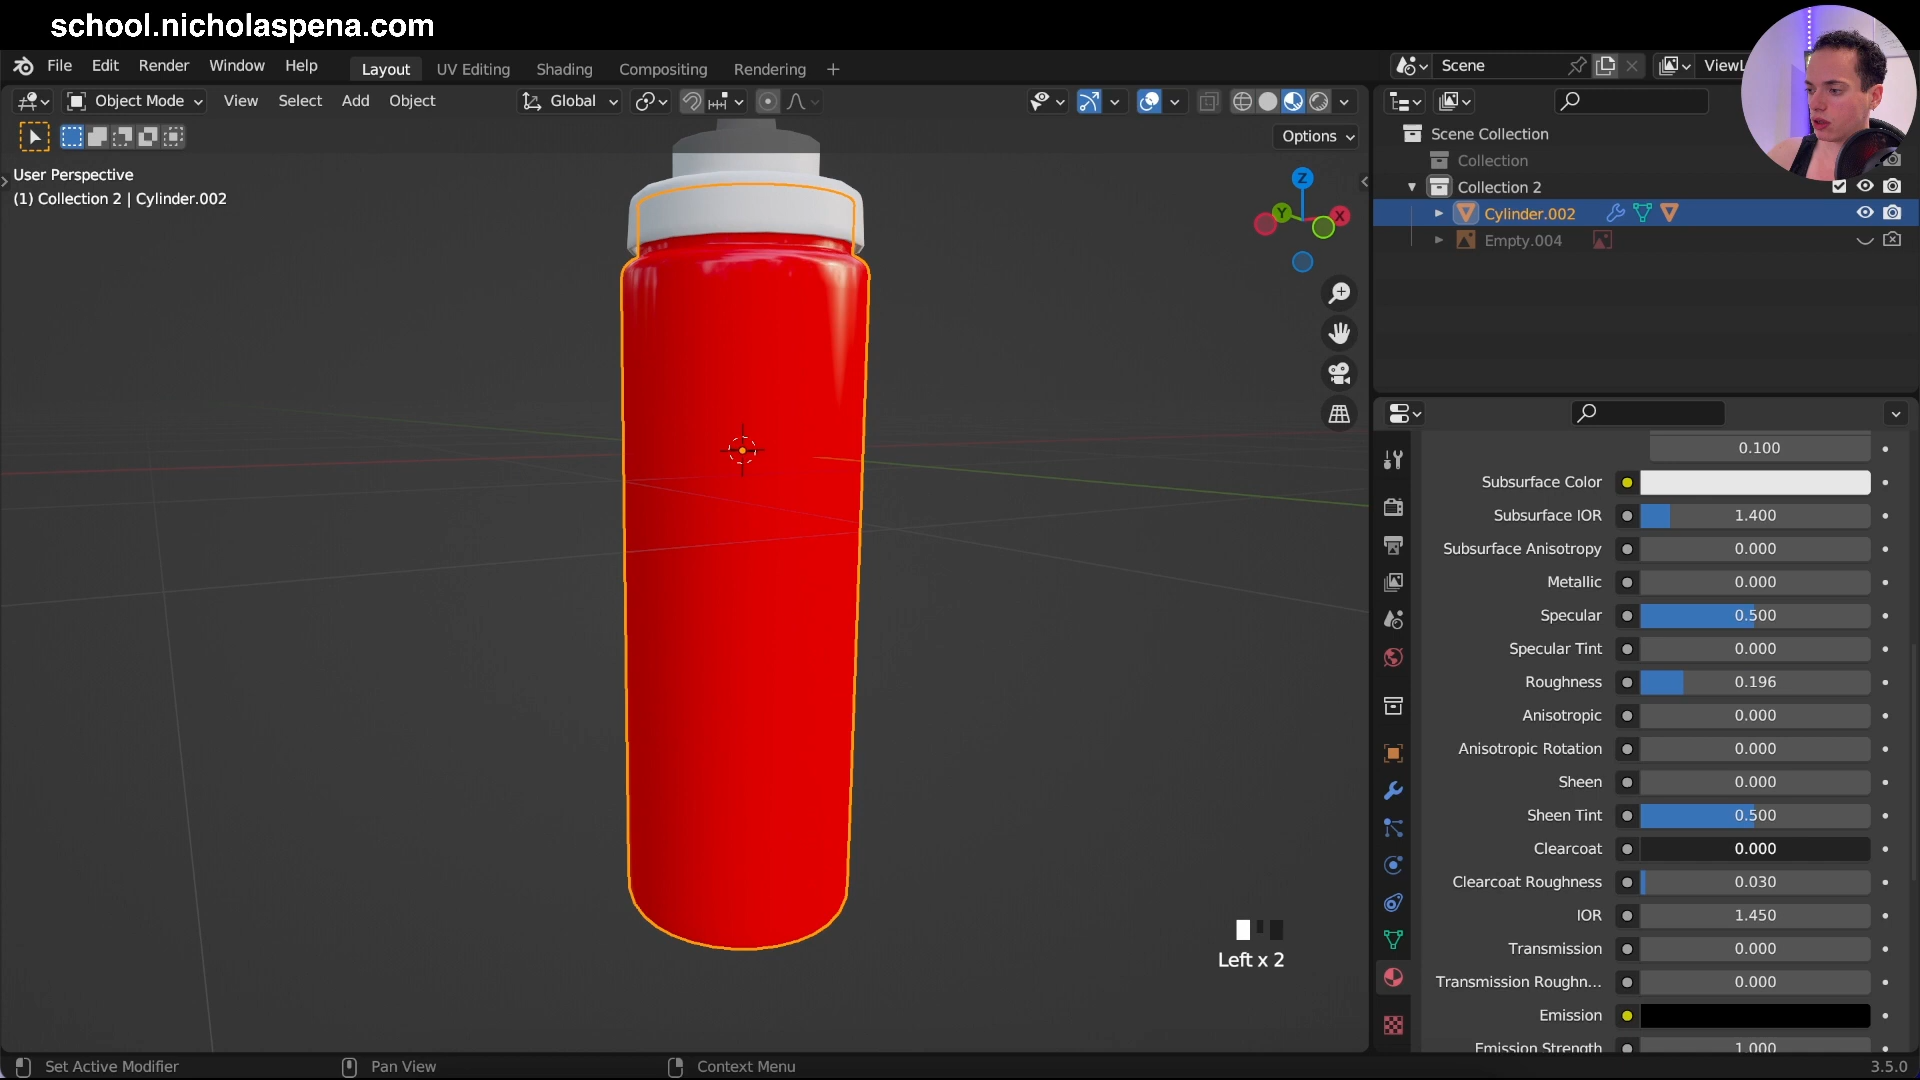 school.nicholaspena.com
File Edit Render Window Help Layout UV Editing Shading Compositing Rendering + Scene
Object Mode View Select Add Object Global
Options
User Perspective
(1) Collection 2 | Cylinder.002
Z
Y
X
Scene Collection
Collection
Collection 2
Cylinder.002
Empty.004
0.100
Subsurface Color
Subsurface IOR 1.400
Subsurface Anisotropy 0.000
Metallic 0.000
Specular 0.500
Specular Tint 0.000
Roughness 0.196
Anisotropic 0.000
Anisotropic Rotation 0.000
Sheen 0.000
Sheen Tint 0.500
Clearcoat 0.000
Clearcoat Roughness 0.030
IOR 1.450
Transmission 0.000
Transmission Roughn... 0.000
Emission
Emission Strength 1.000
Left x 2
Set Active Modifier Pan View Context Menu 3.5.0